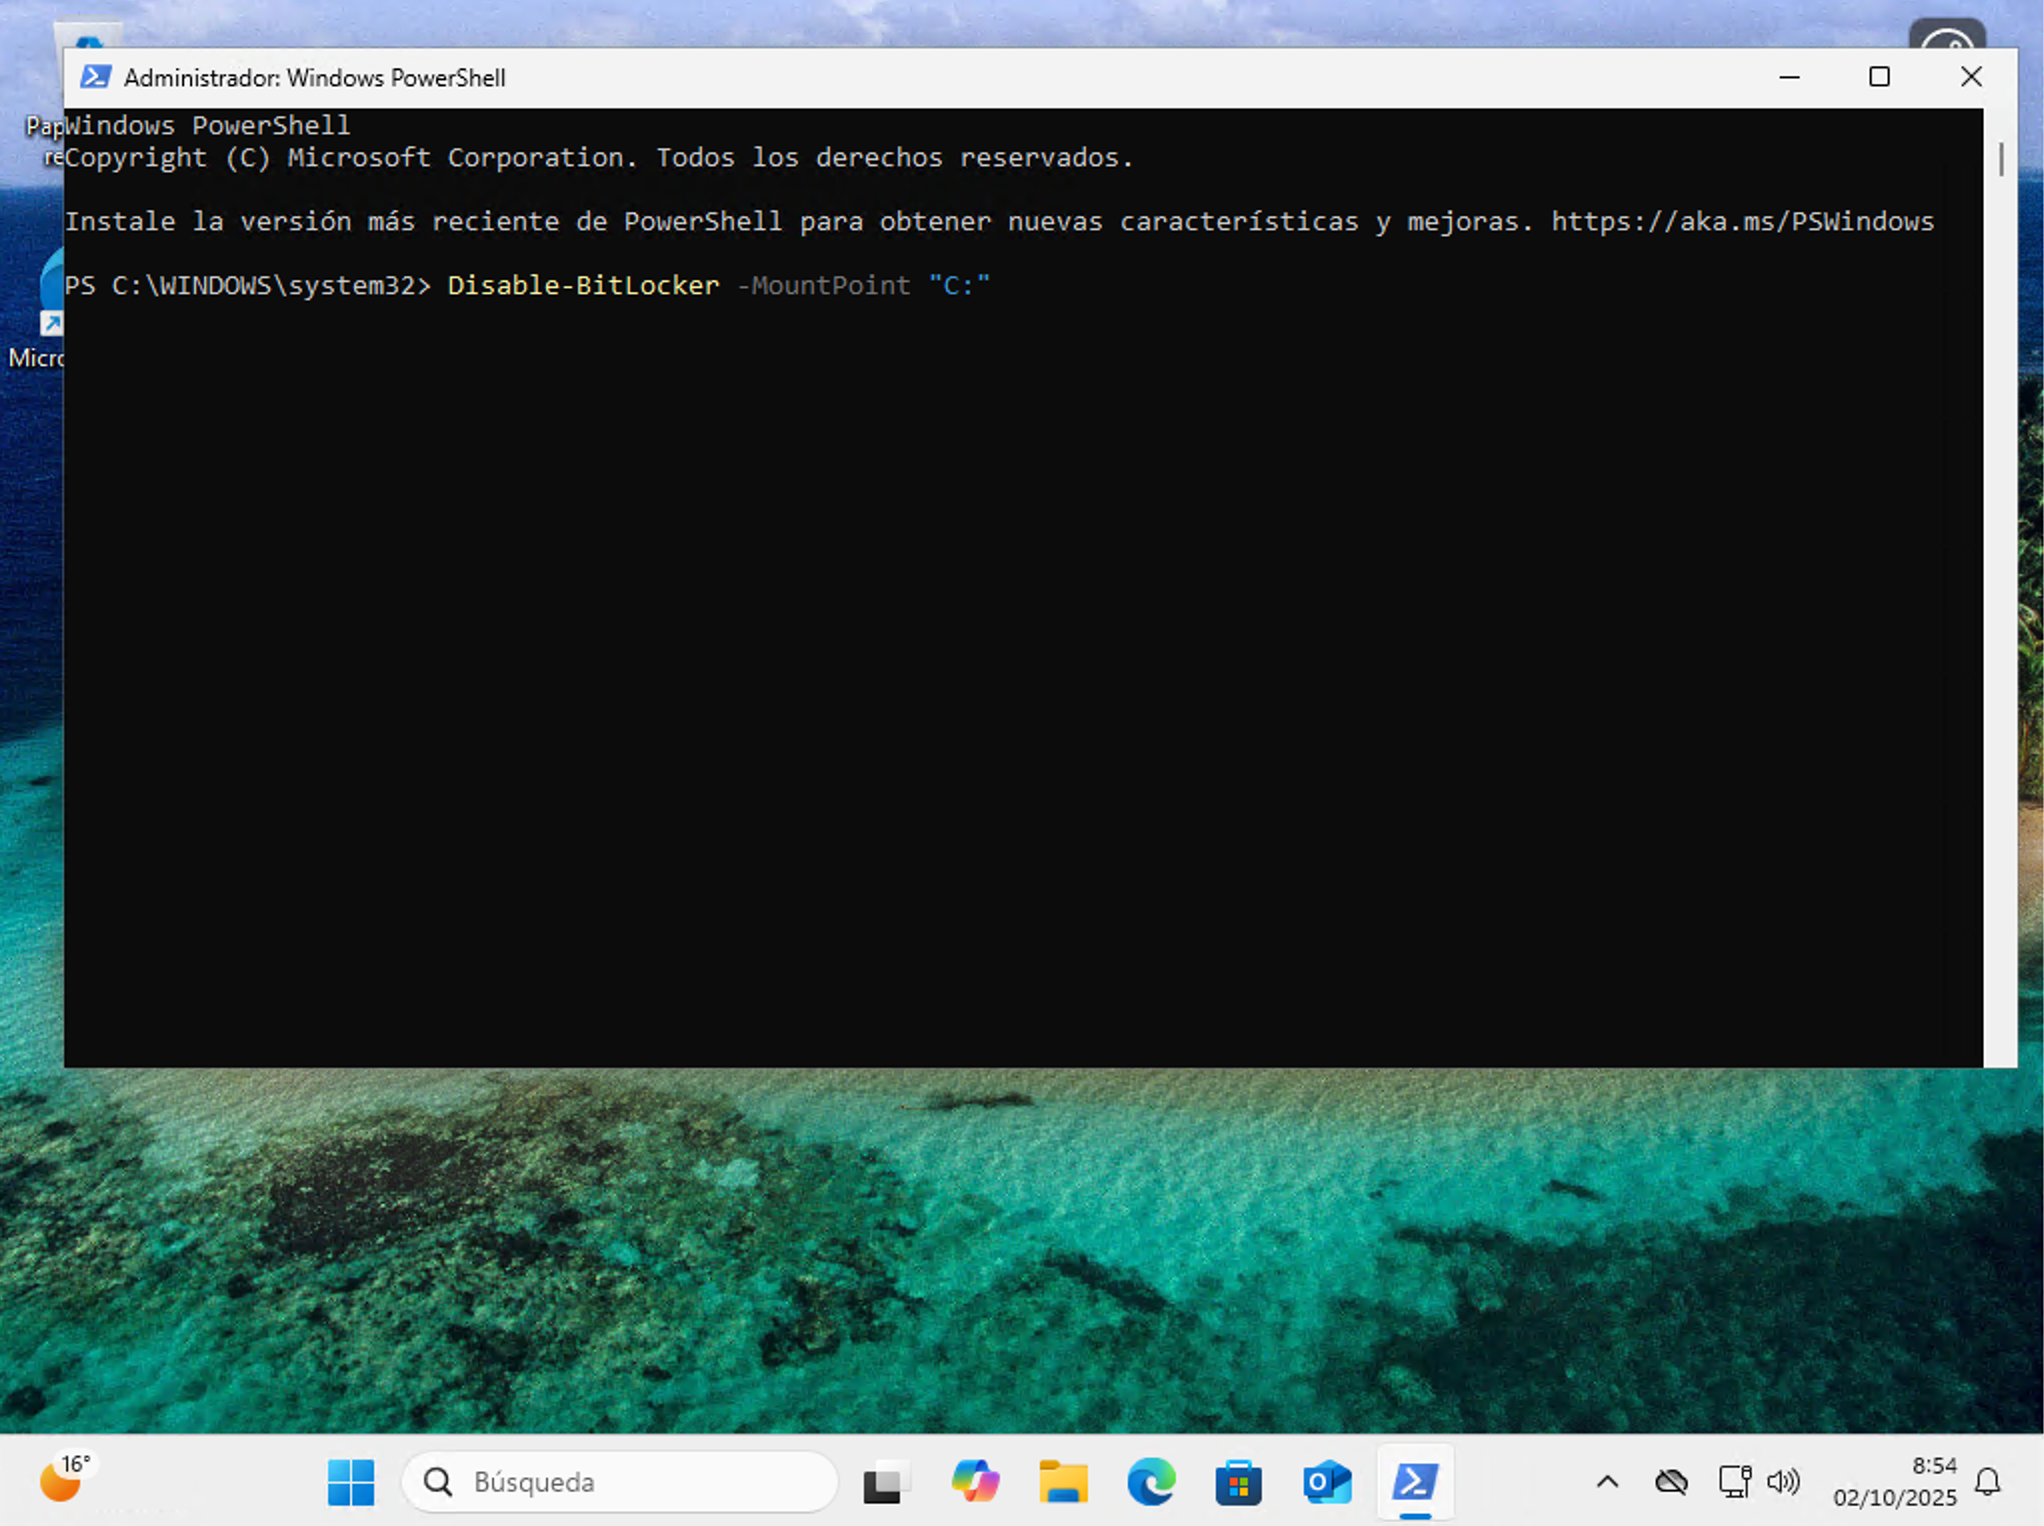 Administrador: Windows PowerShell
Windows PowerShell
Copyright (C) Microsoft Corporation. Todos los derechos reservados.
Instale la versión más reciente de PowerShell para obtener nuevas características y mejoras. https://aka.ms/PSWindows
PS C:\WINDOWS\system32> Disable-BitLocker -MountPoint "C:"
Pap
re
Micro
16°
Búsqueda
8:54
02/10/2025